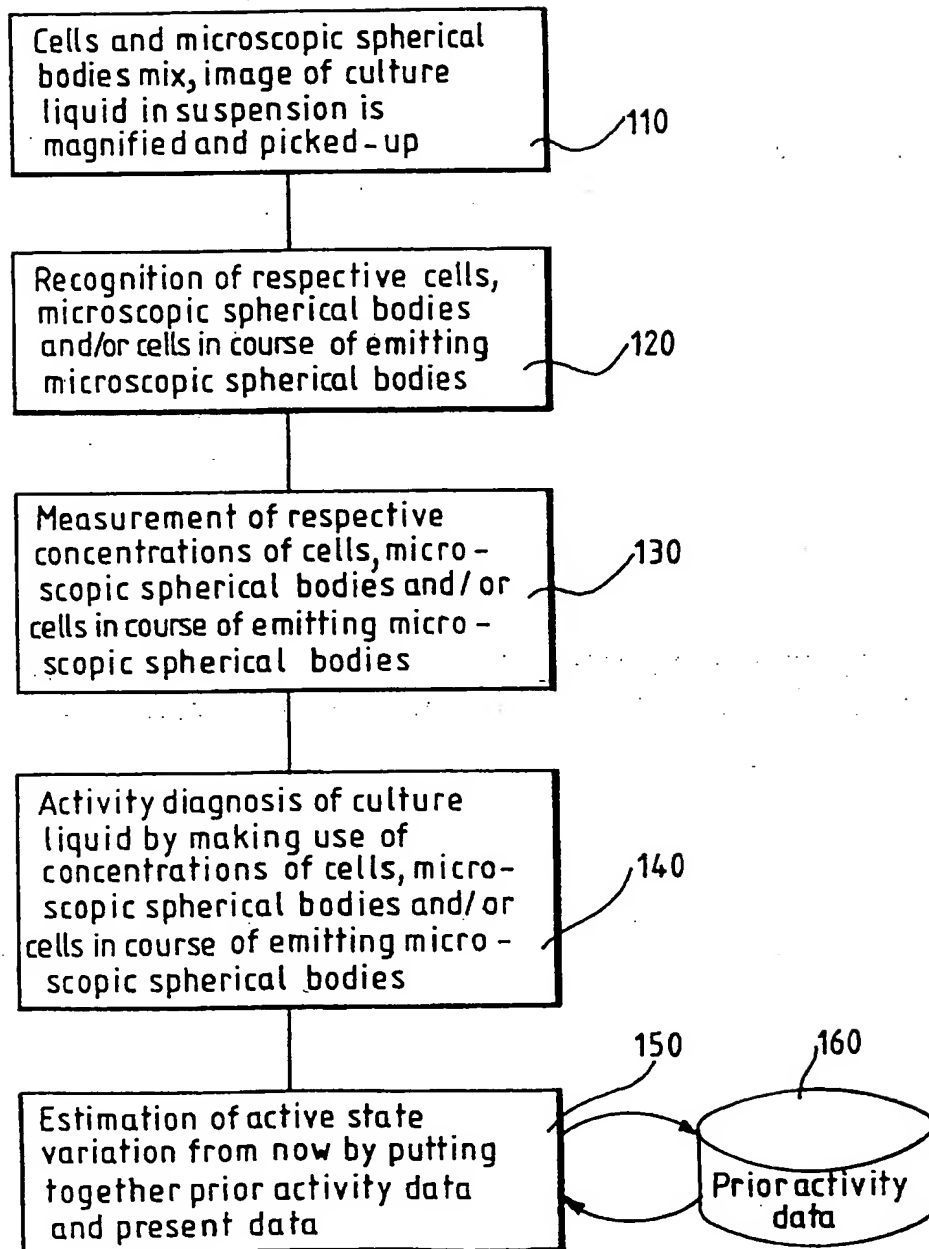 Cells and microscopic spherical
bodies mix, image of culture
liquid in suspension is
magnified and picked-up
110
Recognition of respective cells,
microscopic spherical bodies
and/or cells in course of emitting
microscopic spherical bodies
120
Measurement of respective
concentrations of cells, micro-
scopic spherical bodies and/or
cells in course of emitting micro-
scopic spherical bodies
130
Activity diagnosis of culture
liquid by making use of
concentrations of cells, micro-
scopic spherical bodies and/or
cells in course of emitting micro-
scopic spherical bodies
140
150
160
Estimation of active state
variation from now by putting
together prior activity data
and present data
Prior activity
data